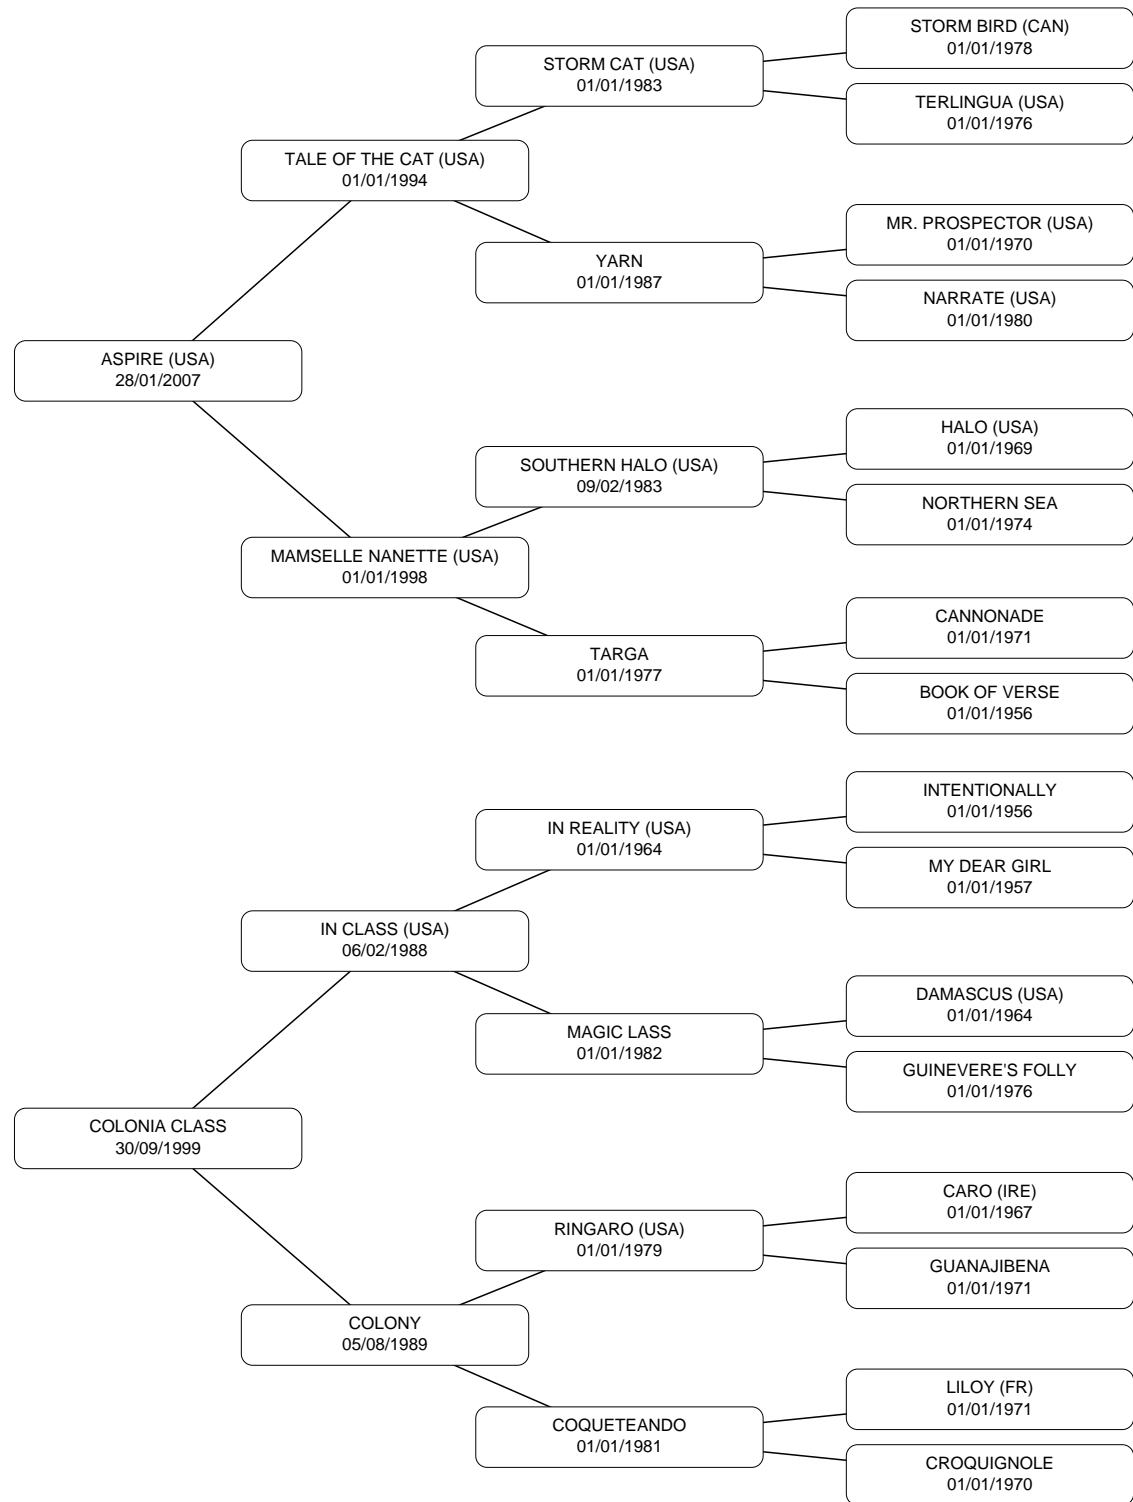 STORM BIRD (CAN)
01/01/1978
STORM CAT (USA)
01/01/1983
TERLINGUA (USA)
01/01/1976
TALE OF THE CAT (USA)
01/01/1994
MR. PROSPECTOR (USA)
01/01/1970
YARN
01/01/1987
NARRATE (USA)
01/01/1980
ASPIRE (USA)
28/01/2007
HALO (USA)
01/01/1969
SOUTHERN HALO (USA)
09/02/1983
NORTHERN SEA
01/01/1974
MAMSELLE NANETTE (USA)
01/01/1998
CANNONADE
01/01/1971
TARGA
01/01/1977
BOOK OF VERSE
01/01/1956
INTENTIONALLY
01/01/1956
IN REALITY (USA)
01/01/1964
MY DEAR GIRL
01/01/1957
IN CLASS (USA)
06/02/1988
DAMASCUS (USA)
01/01/1964
MAGIC LASS
01/01/1982
GUINEVERE'S FOLLY
01/01/1976
COLONIA CLASS
30/09/1999
CARO (IRE)
01/01/1967
RINGARO (USA)
01/01/1979
GUANAJIBENA
01/01/1971
COLONY
05/08/1989
LILOY (FR)
01/01/1971
COQUETEANDO
01/01/1981
CROQUIGNOLE
01/01/1970